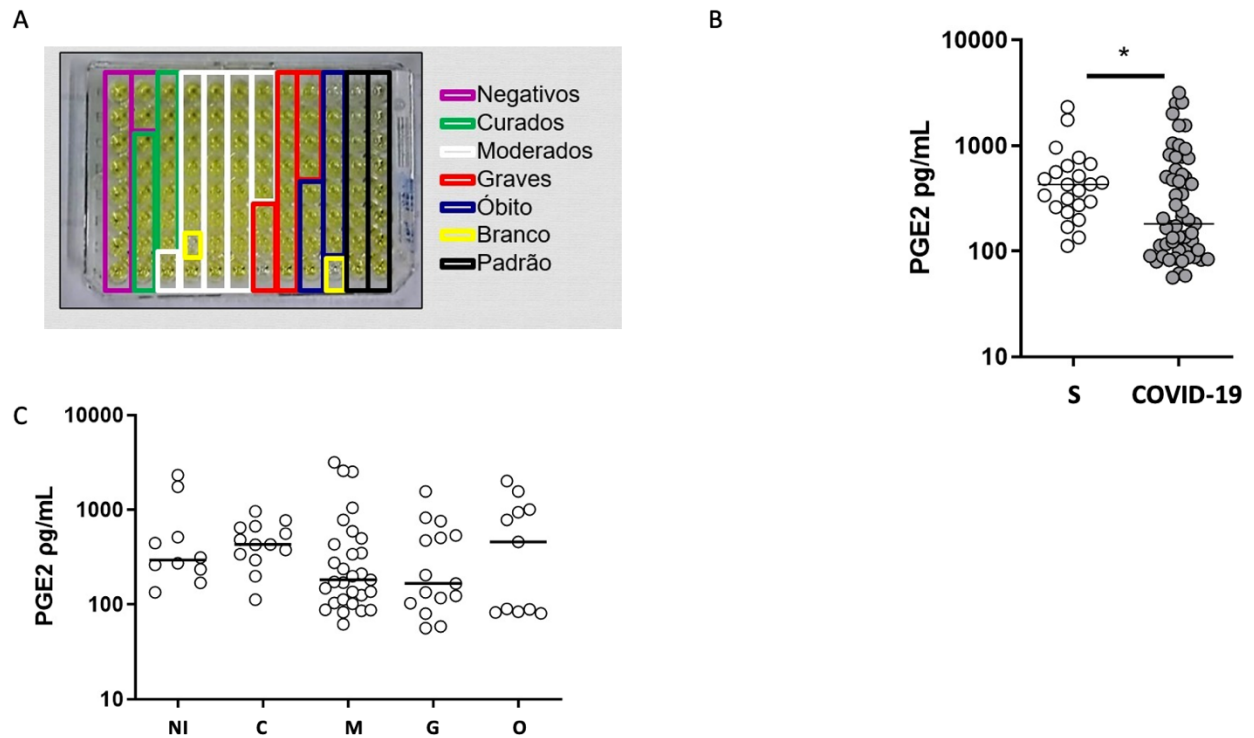 A
Negativos
Curados
Moderados
Graves
Óbito
Branco
Padrão
B
PGE2 pg/mL
10000
1000
100
10
*
S COVID-19
C
PGE2 ρg/mL
10000
1000
100
10
NI C M G O